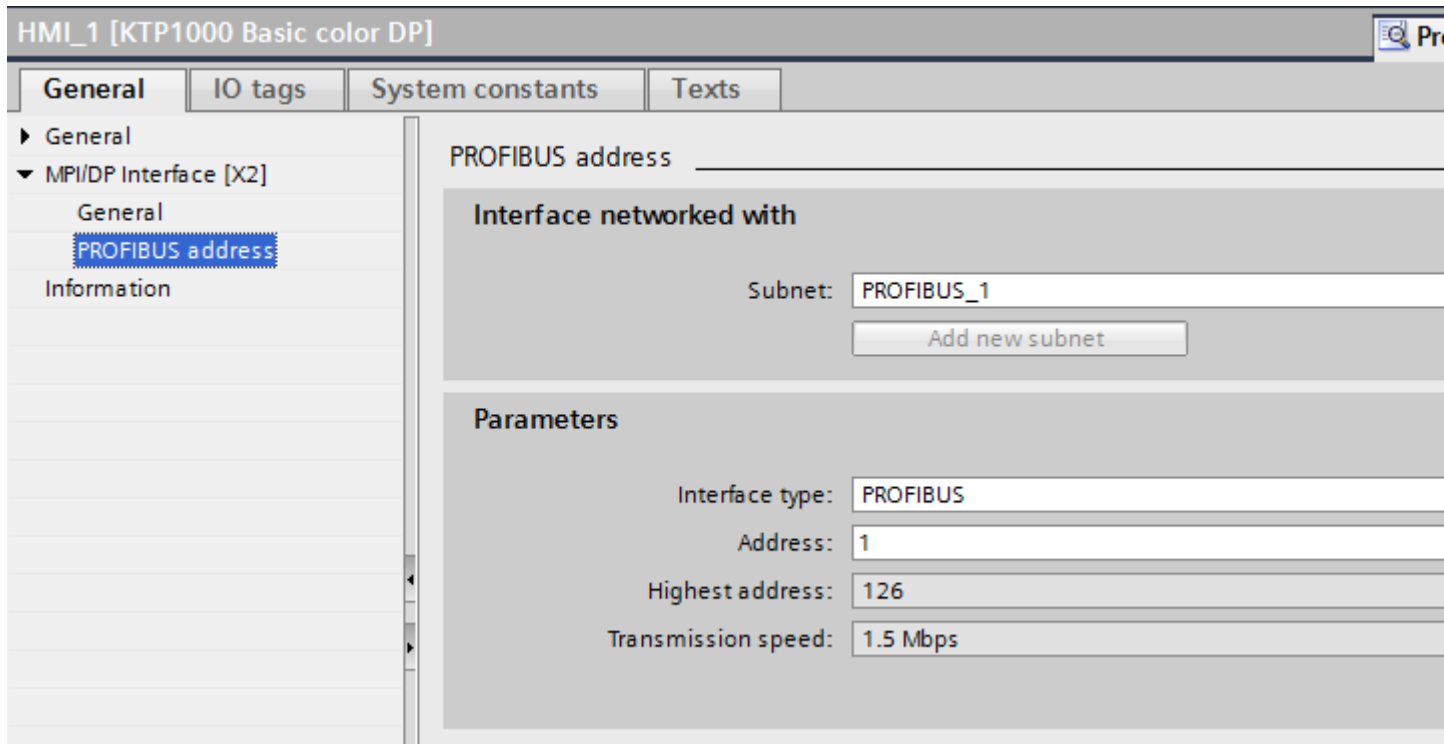 HMI_1 [KTP1000 Basic color DP]
General IO tags System constants Texts
General
MPI/DP Interface [X2]
General
PROFIBUS address
Information
PROFIBUS address
Interface networked with
Subnet: PROFIBUS_1
Add new subnet
Parameters
Interface type: PROFIBUS
Address: 1
Highest address: 126
Transmission speed: 1.5 Mbps